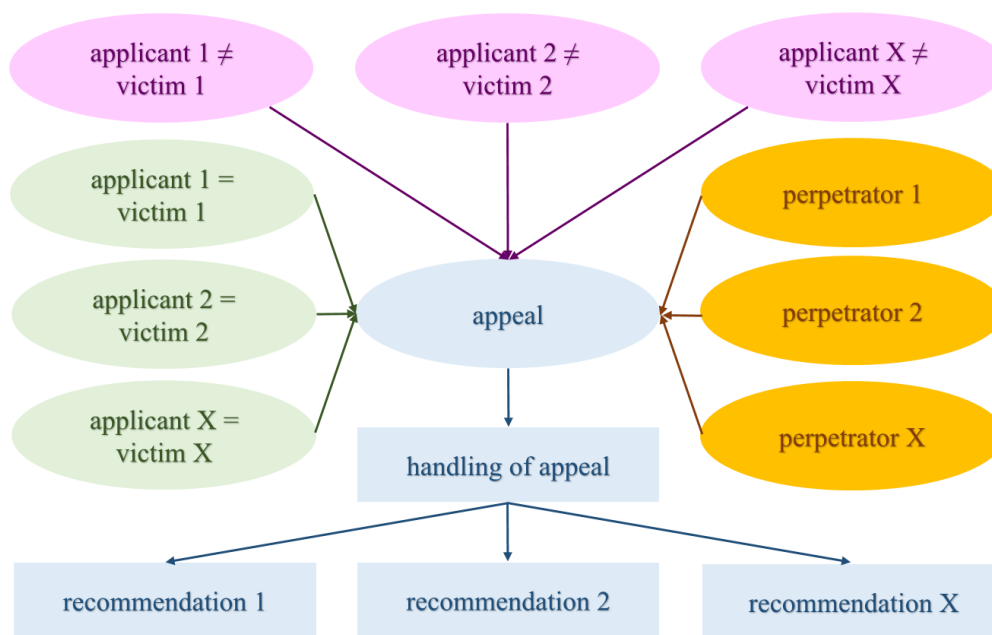 applicant 1 ≠
victim 1
applicant 2 ≠
victim 2
applicant X ≠
victim X
applicant 1 =
victim 1
perpetrator 1
applicant 2 =
victim 2
appeal
perpetrator 2
applicant X =
victim X
perpetrator X
handling of appeal
recommendation 1
recommendation 2
recommendation X